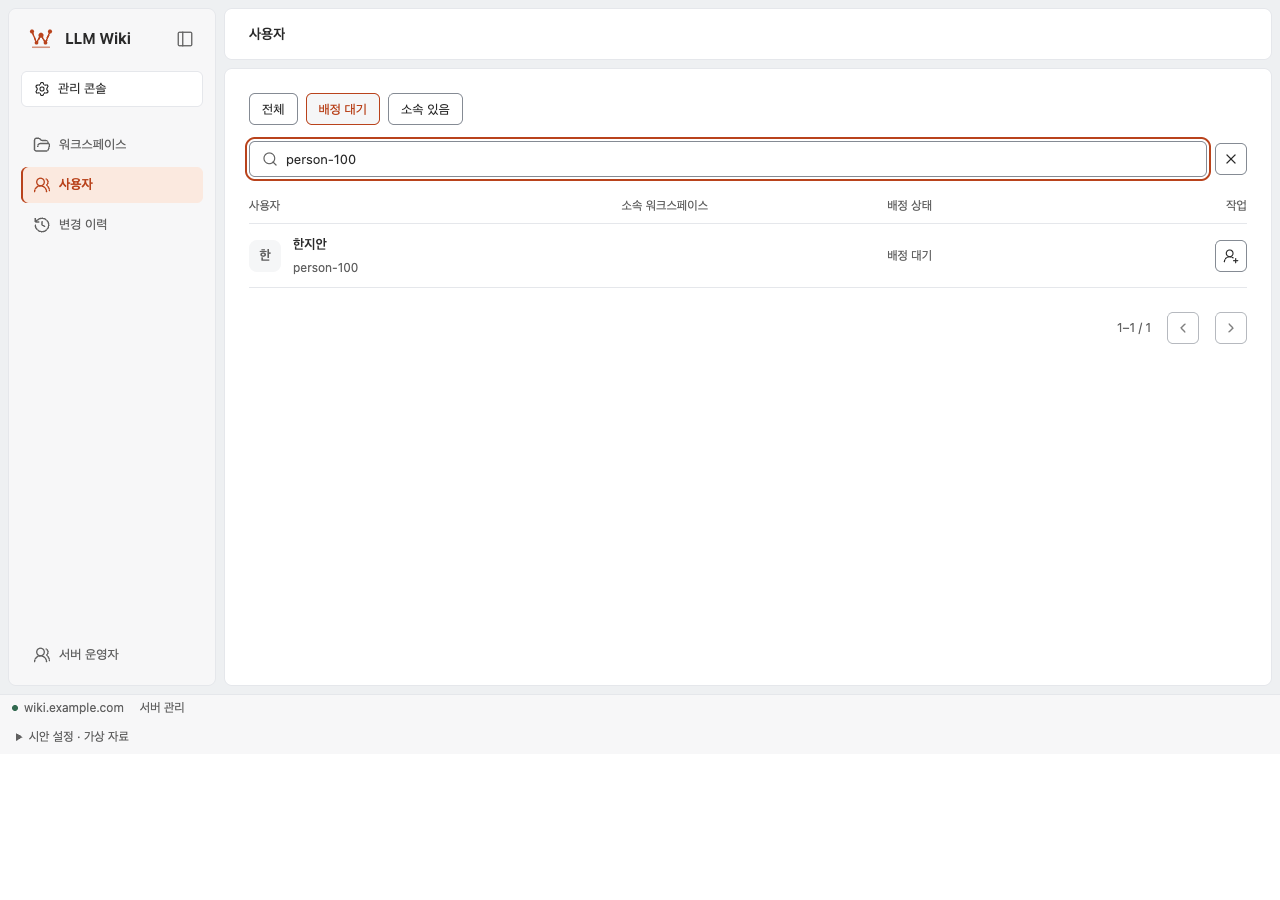 LLM Wiki
관리 콘솔
워크스페이스
사용자
변경 이력
서버 운영자
사용자
전체
배정 대기
소속 있음
person-100
사용자 소속 워크스페이스 배정 상태 작업
한
한지안
person-100
배정 대기
1–1 / 1
wiki.example.com 서버 관리
시안 설정 · 가상 자료